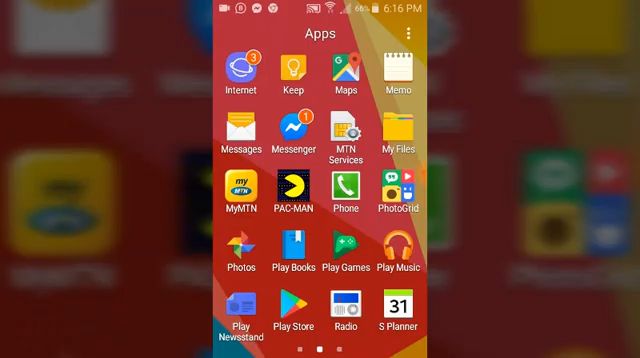 66% 6:16 PM
Apps
3
Internet Keep Maps Memo
1
Messages Messenger MTN Services My Files
my MTN
MyMTN PAC-MAN Phone PhotoGrid
Photos Play Books Play Games Play Music
31
Play Newsstand Play Store Radio S Planner